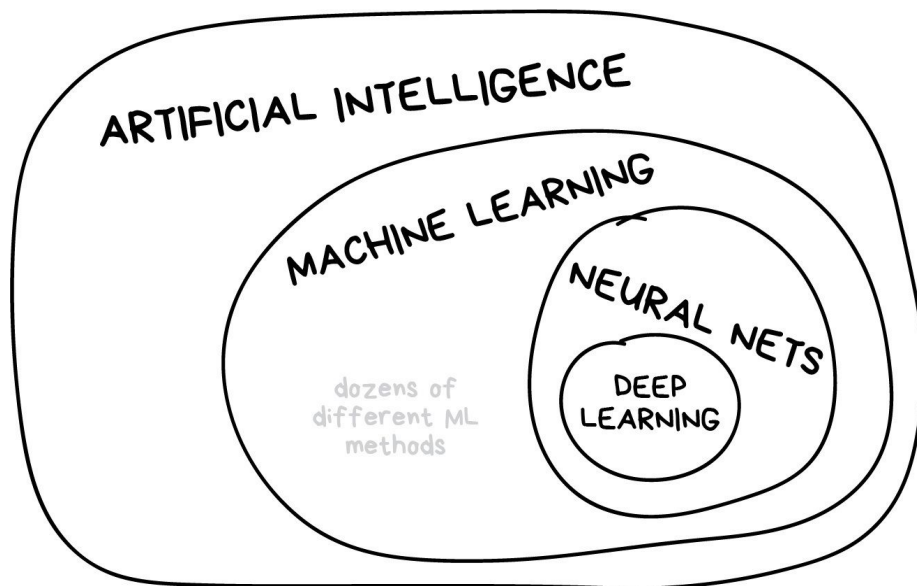 ARTIFICIAL INTELLIGENCE
MACHINE LEARNING
NEURAL NETS
DEEP
LEARNING
dozens of
different ML
methods